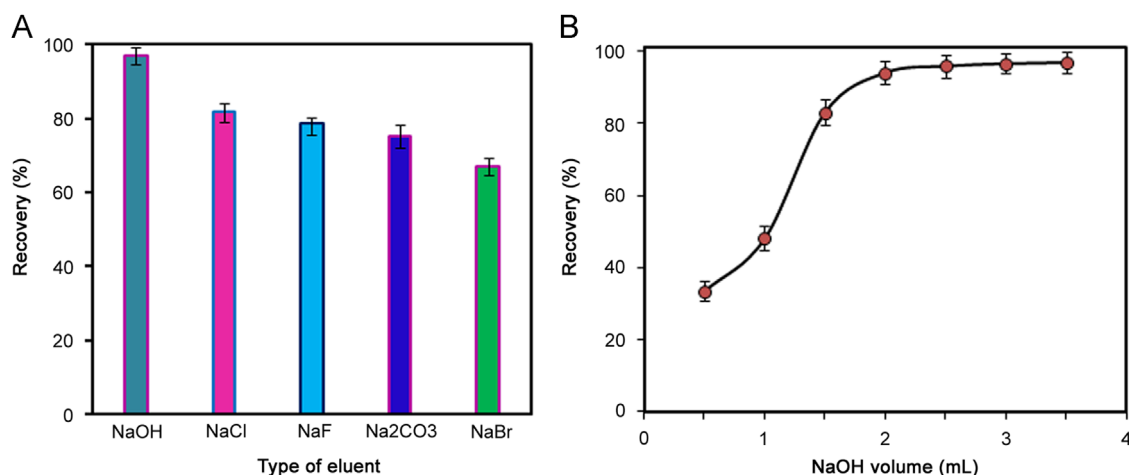 A
100
80
60
40
20
0
Recovery (%)
NaOH NaCl NaF Na2CO3 NaBr
Type of eluent
B
100
80
60
40
20
0
Recovery (%)
0 1 2 3 4
NaOH volume (mL)